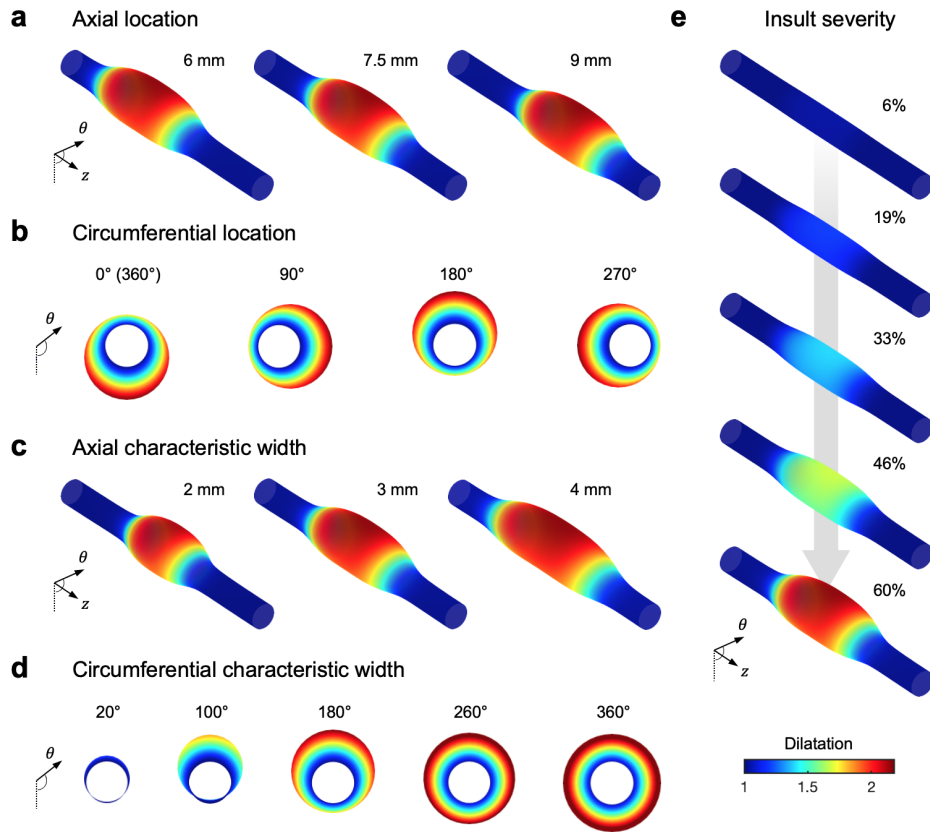 a Axial location
6 mm 7.5 mm 9 mm
θ
z
b Circumferential location
0° (360°) 90° 180° 270°
θ
c Axial characteristic width
2 mm 3 mm 4 mm
θ
z
d Circumferential characteristic width
20° 100° 180° 260° 360°
θ
e Insult severity
6%
19%
33%
46%
60%
θ
z
Dilatation
1 1.5 2